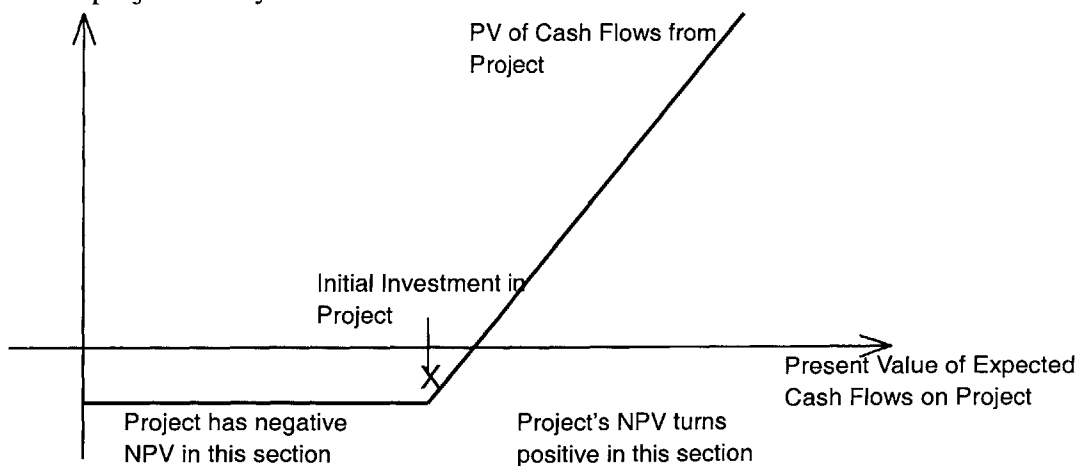 PV of Cash Flows from
Project
Initial Investment in
Project
X
Present Value of Expected
Cash Flows on Project
Project has negative
NPV in this section
Project's NPV turns
positive in this section